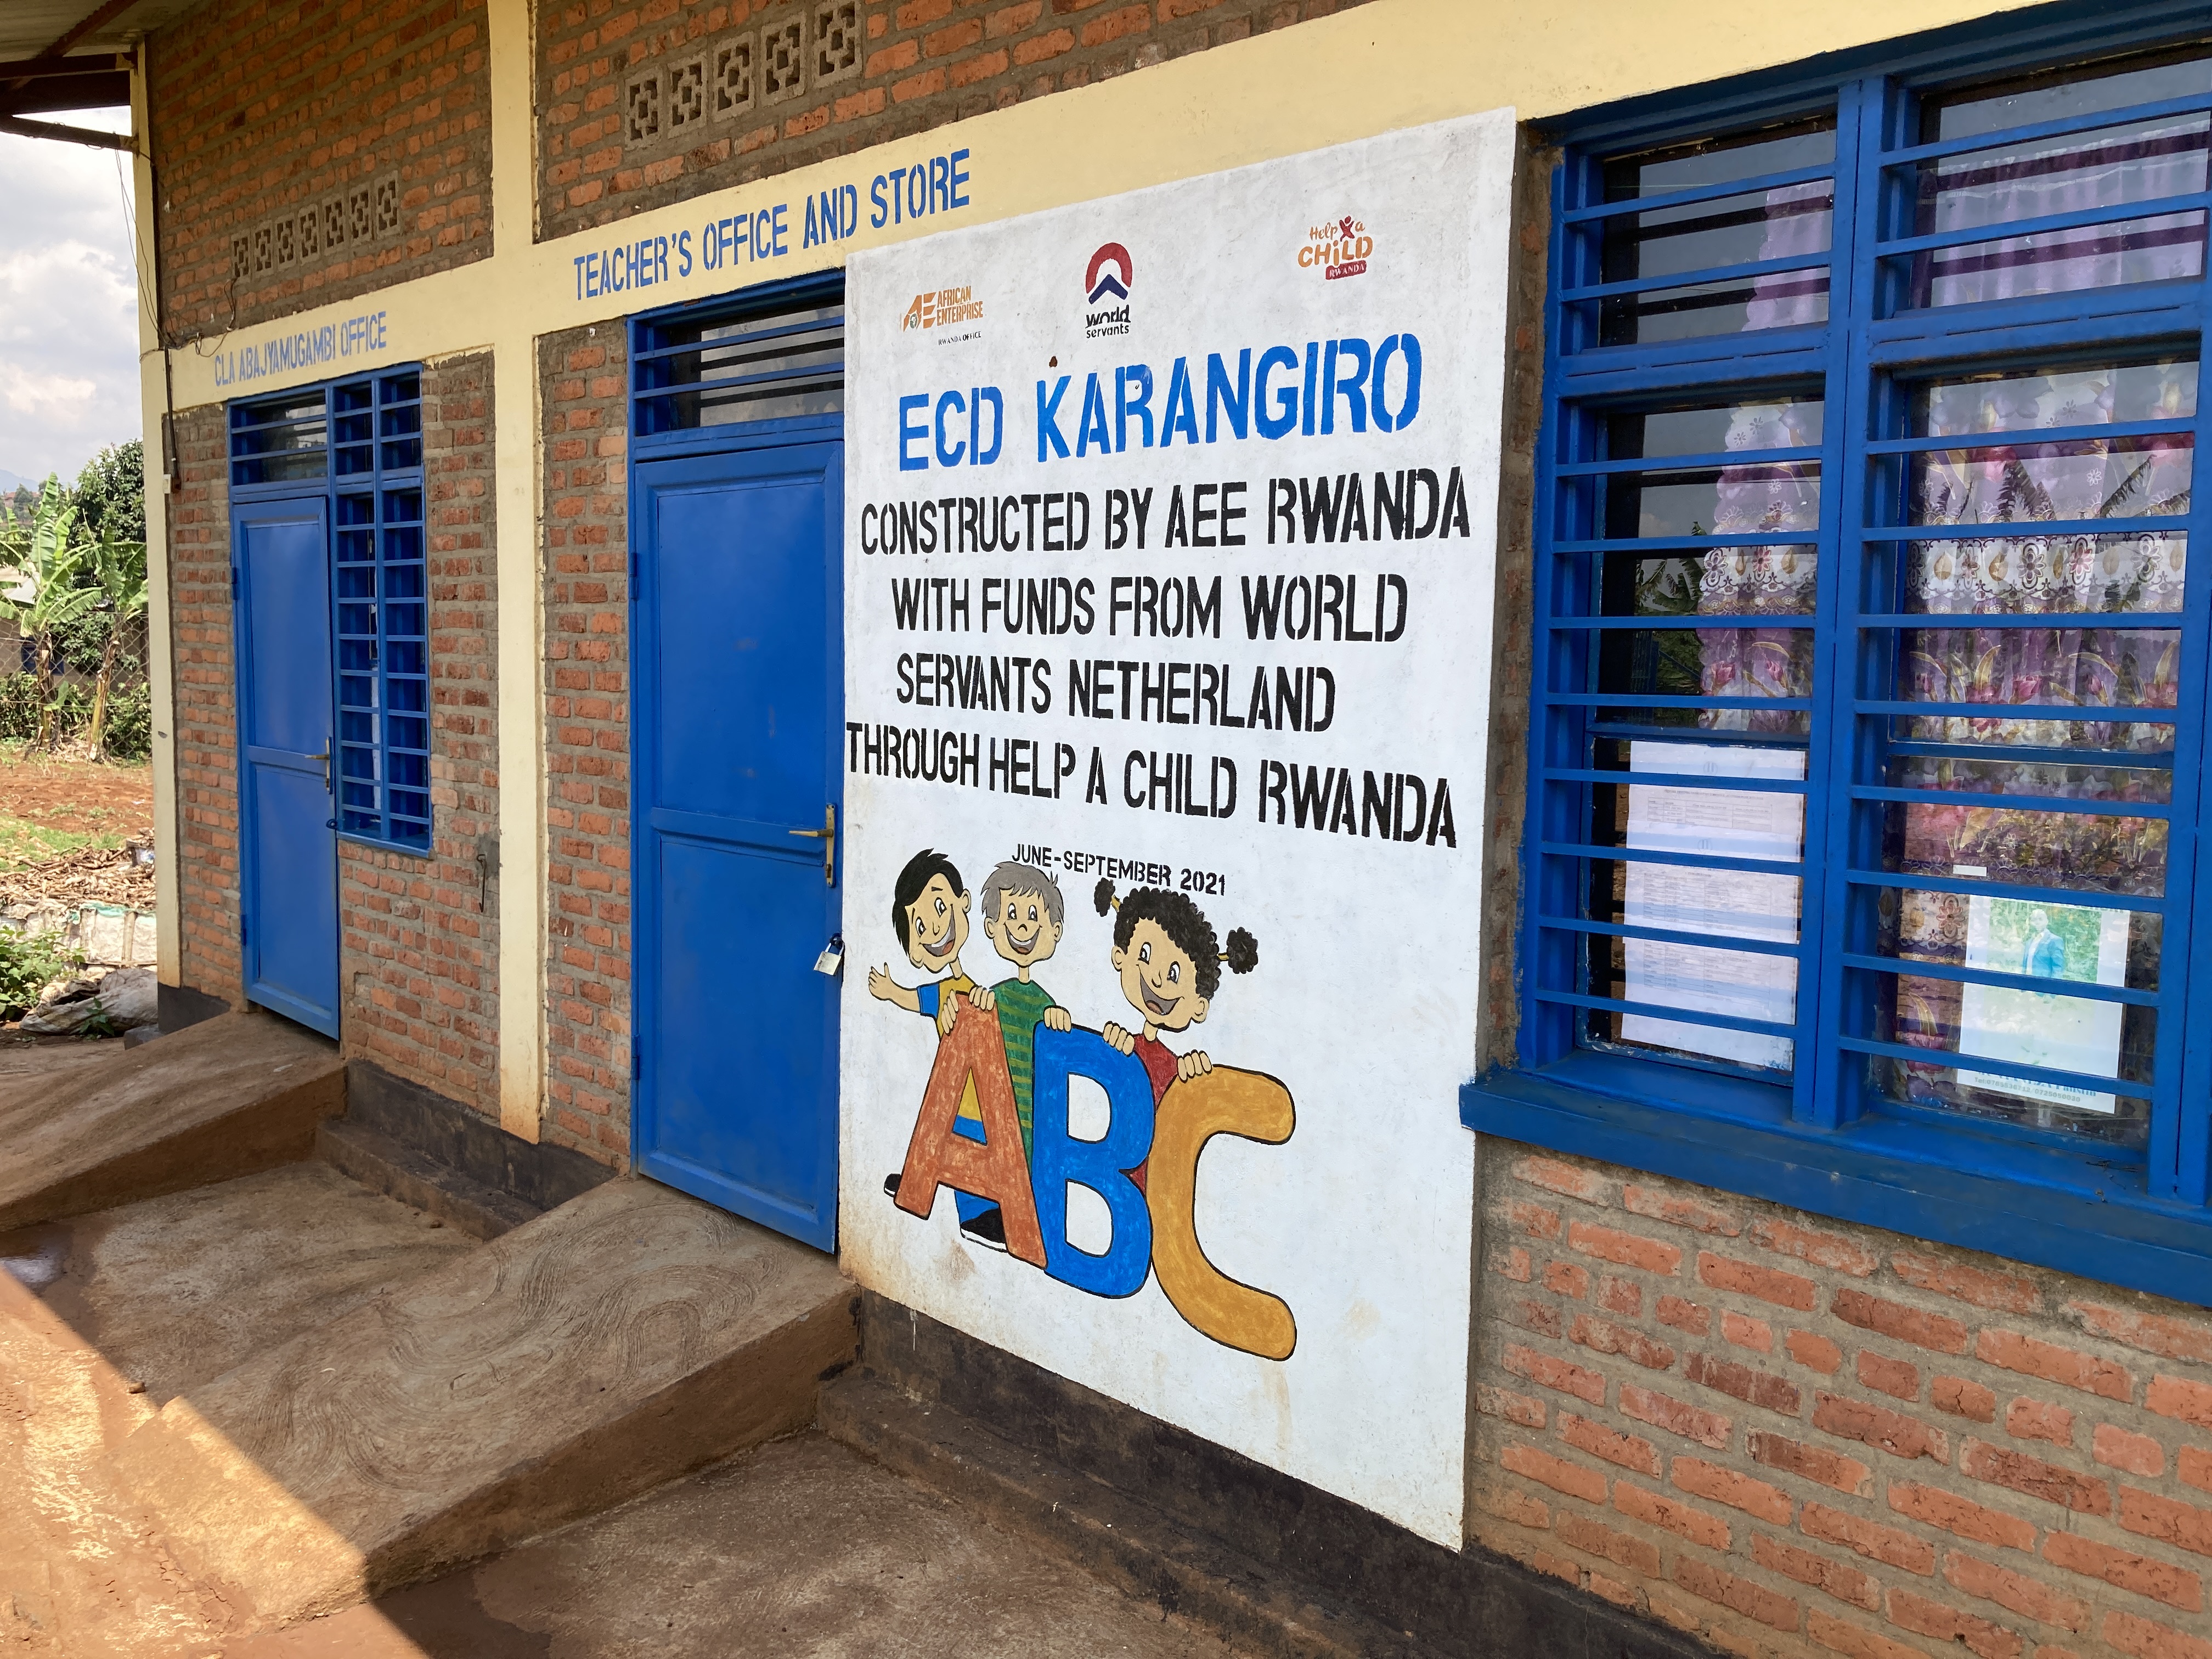 CLA ABAJYAMUGAMBI OFFICE
TEACHER'S OFFICE AND STORE
AE AFRICAN
ENTERPRISE
RWANDA OFFICE
world
servants
Help a
CHiLD
RWANDA
ECD KARANGIRO
CONSTRUCTED BY AEE RWANDA
WITH FUNDS FROM WORLD
SERVANTS NETHERLAND
THROUGH HELP A CHILD RWANDA
JUNE-SEPTEMBER 2021
ABC